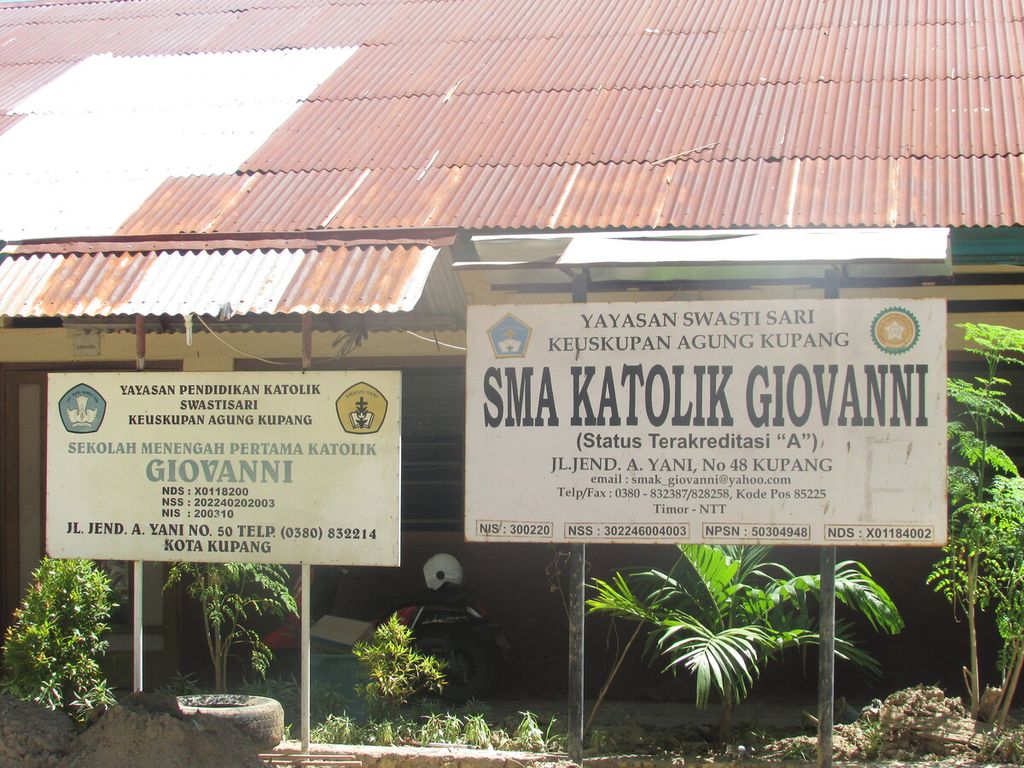 YAYASAN PENDIDIKAN KATOLIK
SWASTISARI
KEUSKUPAN AGUNG KUPANG
SEKOLAH MENENGAH PERTAMA KATOLIK
GIOVANNI
NDS : X0118200
NSS : 202240202003
NIS : 200310
JL. JEND. A. YANI NO. 50 TELP. (0380) 832214
KOTA KUPANG
SWASTI SARI
YAYASAN SWASTI SARI
KEUSKUPAN AGUNG KUPANG
SMA KATOLIK GIOVANNI
(Status Terakreditasi “A”)
JL.JEND. A. YANI, No 48 KUPANG
email : smak_giovanni@yahoo.com
Telp/Fax : 0380 - 832387/828258, Kode Pos 85225
Timor - NTT
NIS : 300220 NSS : 302246004003 NPSN : 50304948 NDS : X01184002